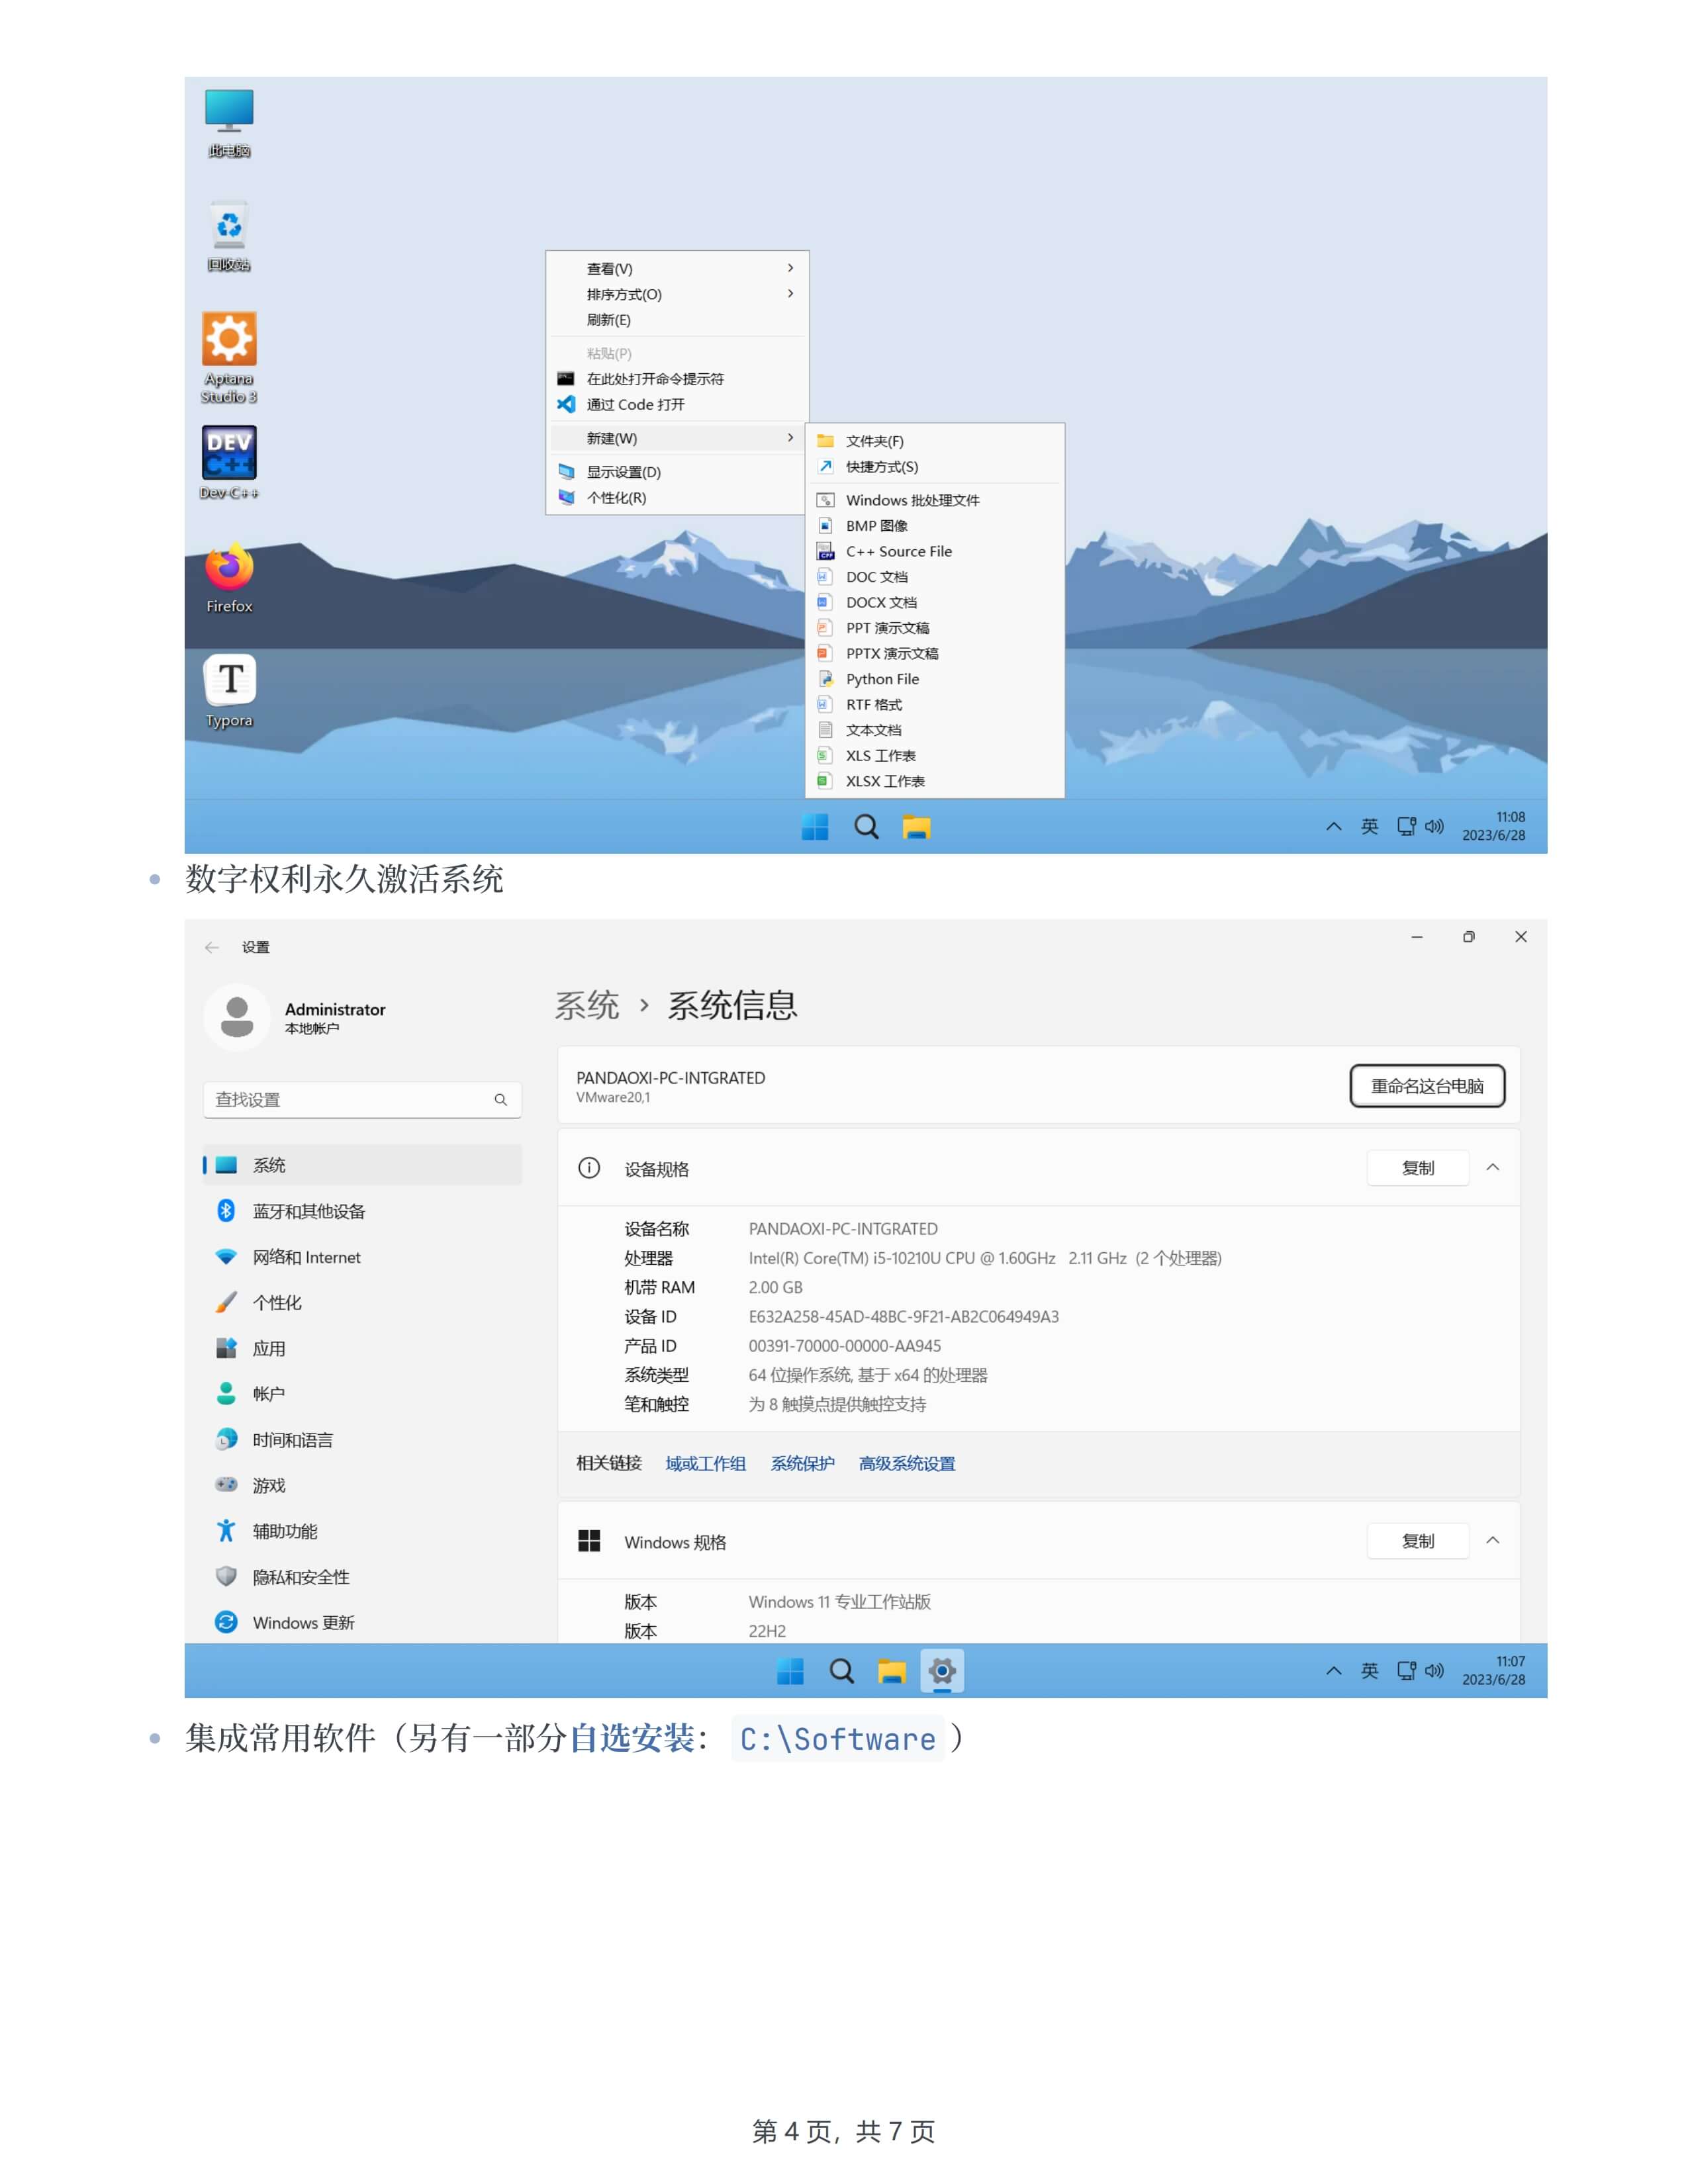 此电脑
回收站
Aptana
Studio 3
Dev-C++
Firefox
Typora
查看(V)
排序方式(O)
刷新(E)
粘贴(P)
在此处打开命令提示符
通过 Code 打开
新建(W)
显示设置(D)
个性化(R)
文件夹(F)
快捷方式(S)
Windows 批处理文件
BMP 图像
C++ Source File
DOC 文档
DOCX 文档
PPT 演示文稿
PPTX 演示文稿
Python File
RTF 格式
文本文档
XLS 工作表
XLSX 工作表
英
11:08
2023/6/28
• 数字权利永久激活系统
设置
Administrator
本地帐户
查找设置
系统
蓝牙和其他设备
网络和 Internet
个性化
应用
帐户
时间和语言
游戏
辅助功能
隐私和安全性
Windows 更新
系统 › 系统信息
PANDAOXI-PC-INTGRATED
VMware20,1
重命名这台电脑
设备规格 复制
设备名称 PANDAOXI-PC-INTGRATED
处理器 Intel(R) Core(TM) i5-10210U CPU @ 1.60GHz 2.11 GHz (2 个处理器)
机带 RAM 2.00 GB
设备 ID E632A258-45AD-48BC-9F21-AB2C064949A3
产品 ID 00391-70000-00000-AA945
系统类型 64 位操作系统, 基于 x64 的处理器
笔和触控 为 8 触摸点提供触控支持
相关链接 域或工作组 系统保护 高级系统设置
Windows 规格 复制
版本 Windows 11 专业工作站版
版本 22H2
英
11:07
2023/6/28
• 集成常用软件（另有一部分自选安装： C:\Software ）
第 4 页, 共 7 页